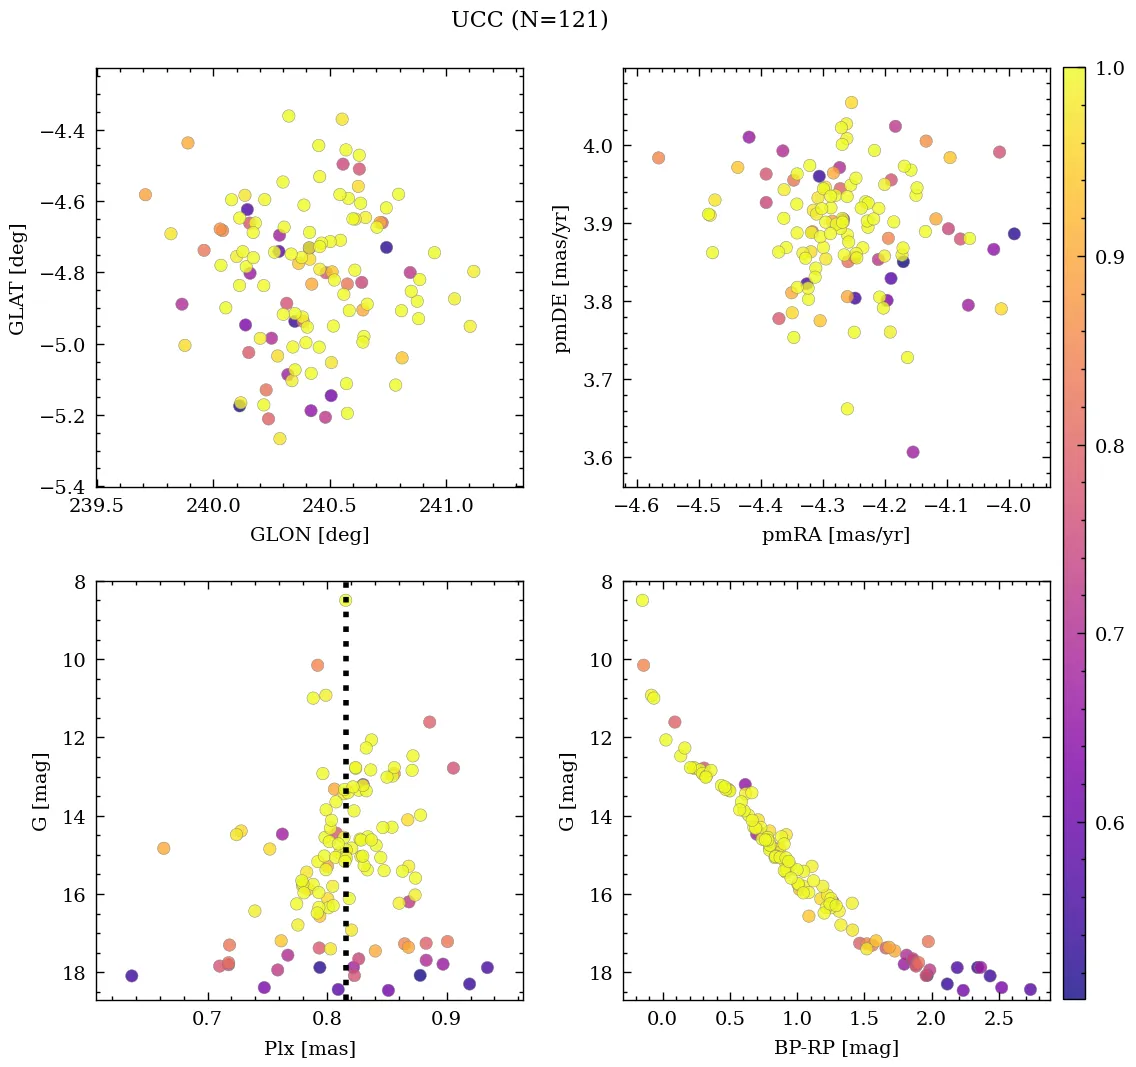 UCC (N=121)
−4.4
−4.6
−4.8
−5.0
−5.2
−5.4
GLAT [deg]
239.5 240.0 240.5 241.0
GLON [deg]
4.0
3.9
3.8
3.7
3.6
pmDE [mas/yr]
−4.6 −4.5 −4.4 −4.3 −4.2 −4.1 −4.0
pmRA [mas/yr]
1.0
0.9
0.8
0.7
0.6
8
10
12
14
16
18
G [mag]
0.7 0.8 0.9
Plx [mas]
8
10
12
14
16
18
G [mag]
0.0 0.5 1.0 1.5 2.0 2.5
BP-RP [mag]